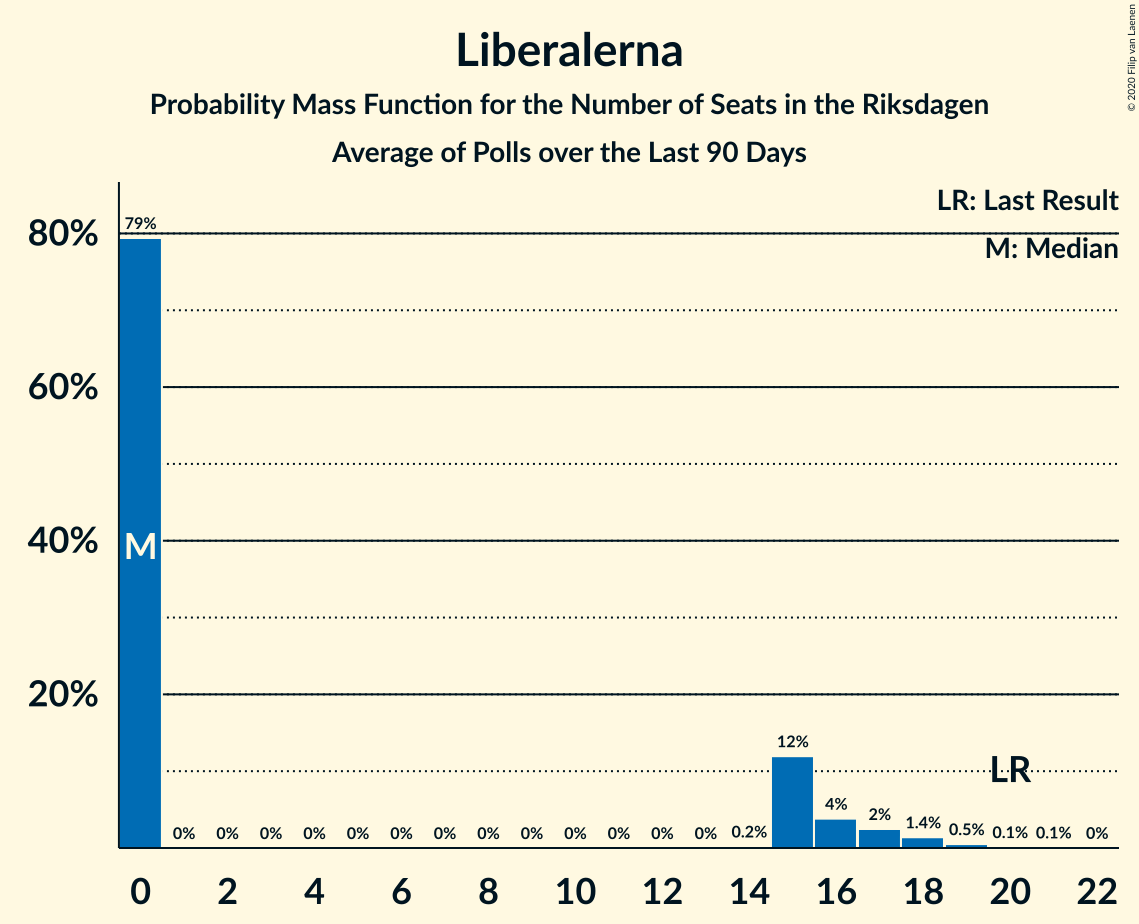 Liberalerna
Probability Mass Function for the Number of Seats in the Riksdagen
Average of Polls over the Last 90 Days
© 2020 Filip van Laenen
LR: Last Result
M: Median
80%
60%
40%
20%
79%
M
0% 0% 0% 0% 0% 0% 0% 0% 0% 0% 0% 0% 0% 0.2% 12% 4% 2% 1.4% 0.5% 0.1% 0.1% 0%
LR
0 2 4 6 8 10 12 14 16 18 20 22